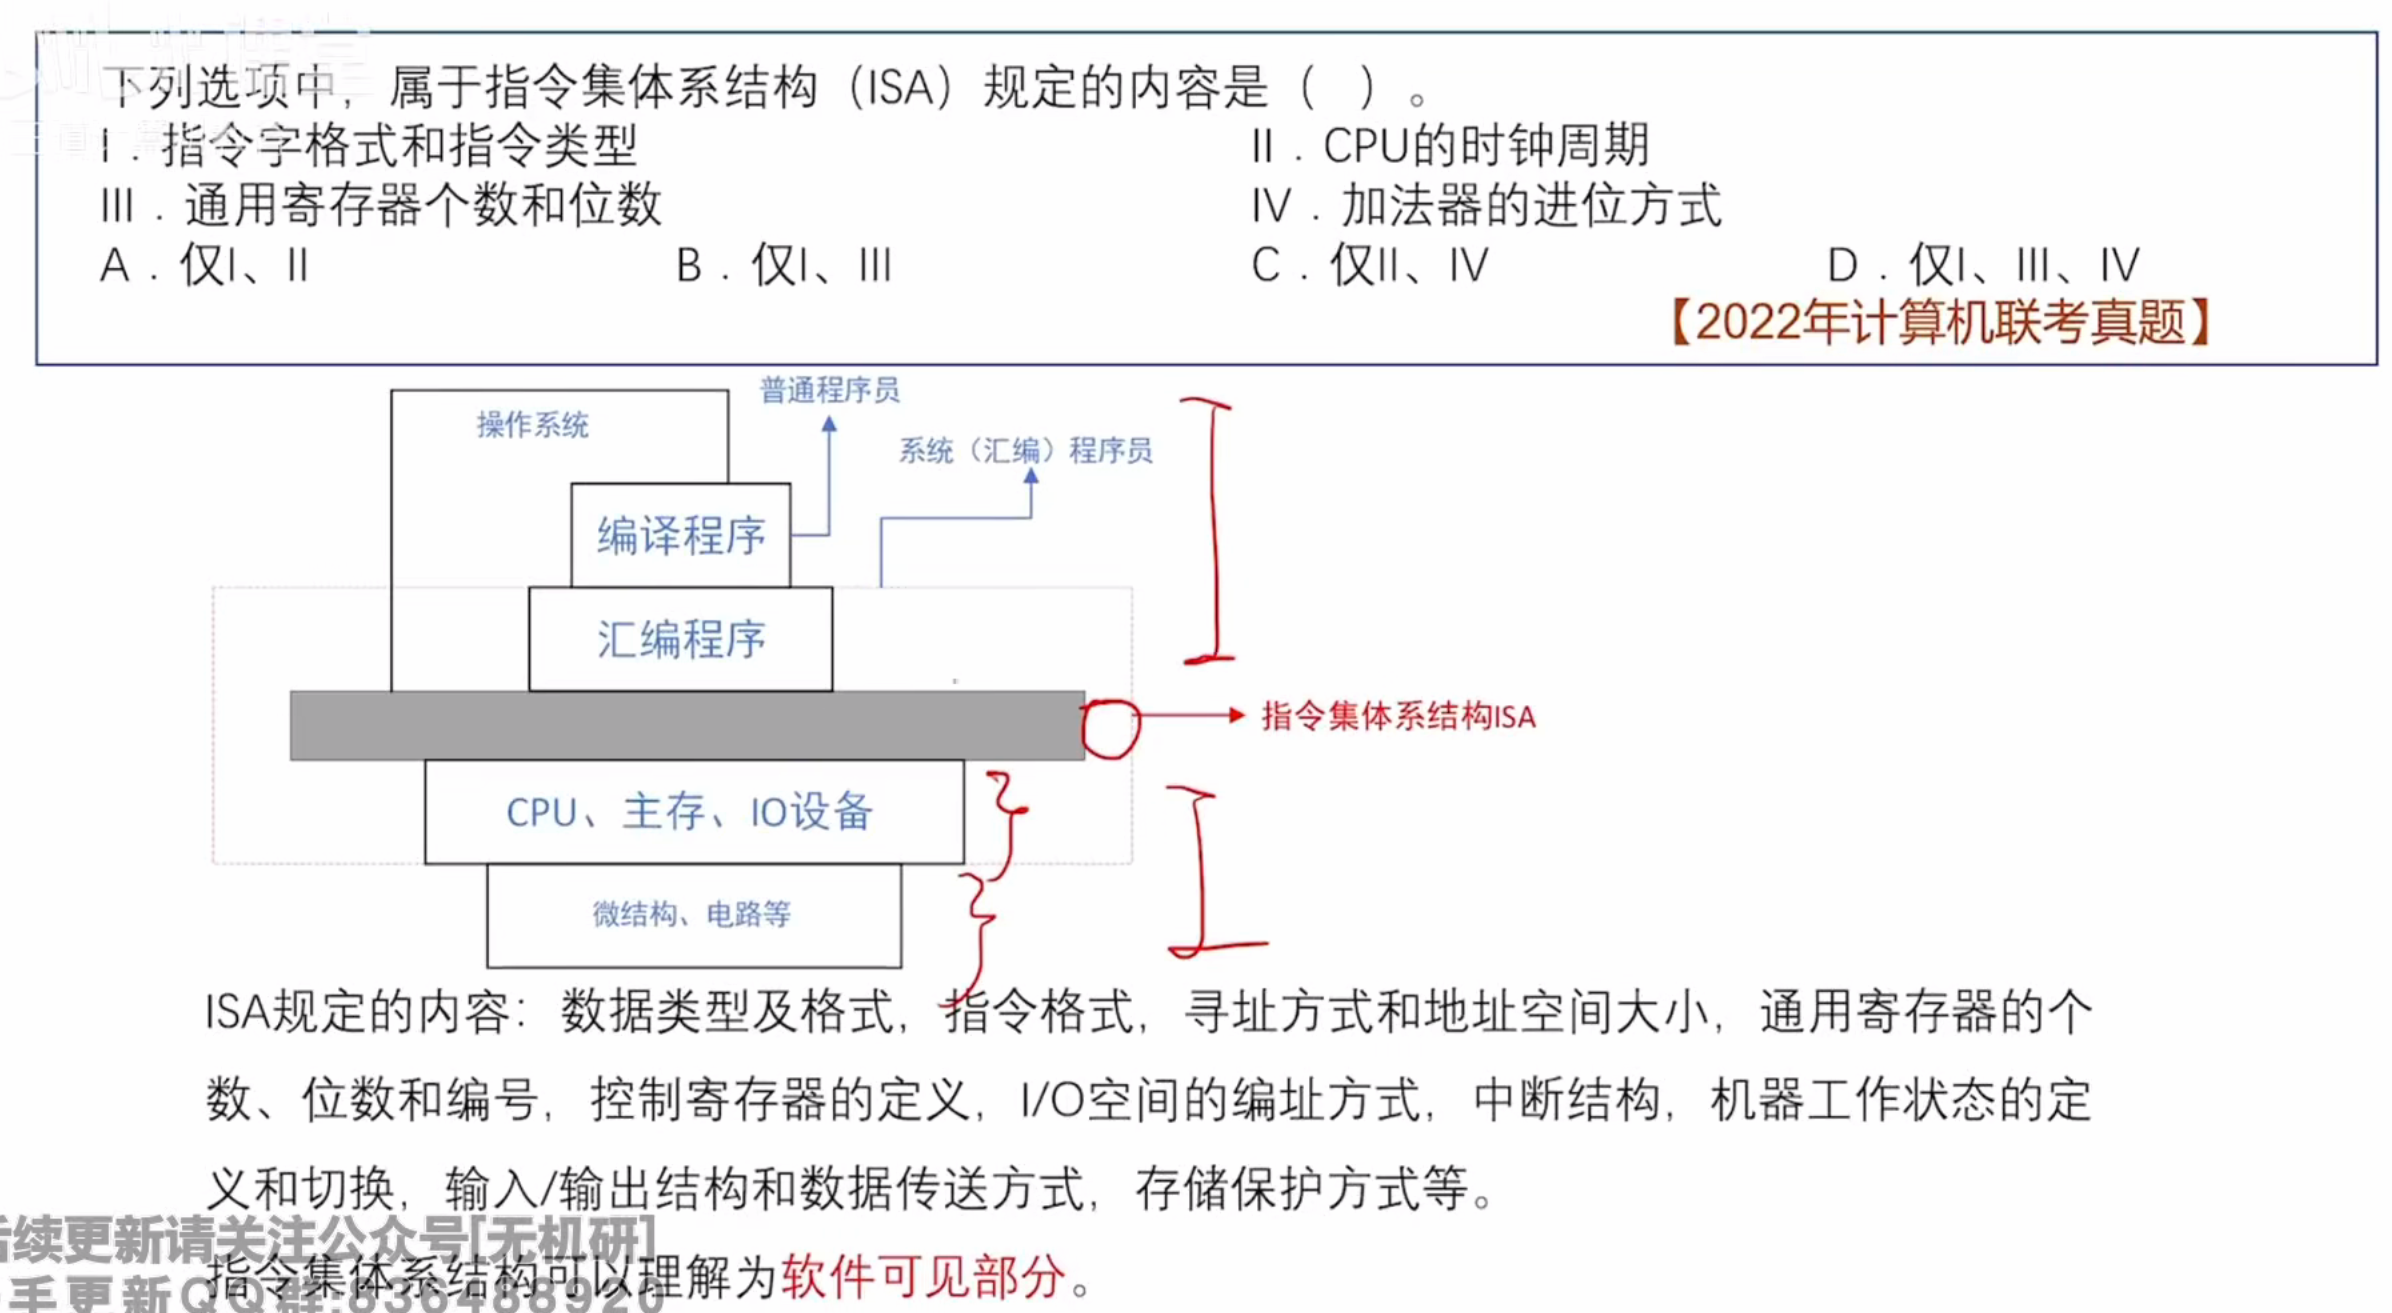 下列选项中，属于指令集体系结构（ISA）规定的内容是（ ）。
I．指令字格式和指令类型
II．CPU的时钟周期
III．通用寄存器个数和位数
IV．加法器的进位方式
A．仅I、II
B．仅I、III
C．仅II、IV
D．仅I、III、IV
【2022年计算机联考真题】
普通程序员
操作系统
系统（汇编）程序员
编译程序
汇编程序
指令集体系结构ISA
CPU、主存、IO设备
微结构、电路等
ISA规定的内容：数据类型及格式，指令格式，寻址方式和地址空间大小，通用寄存器的个
数、位数和编号，控制寄存器的定义，I/O空间的编址方式，中断结构，机器工作状态的定
义和切换，输入/输出结构和数据传送方式，存储保护方式等。
后续更新请关注公众号[无机研]
指令集体系结构可以理解为软件可见部分。
手更新QQ群:836488920